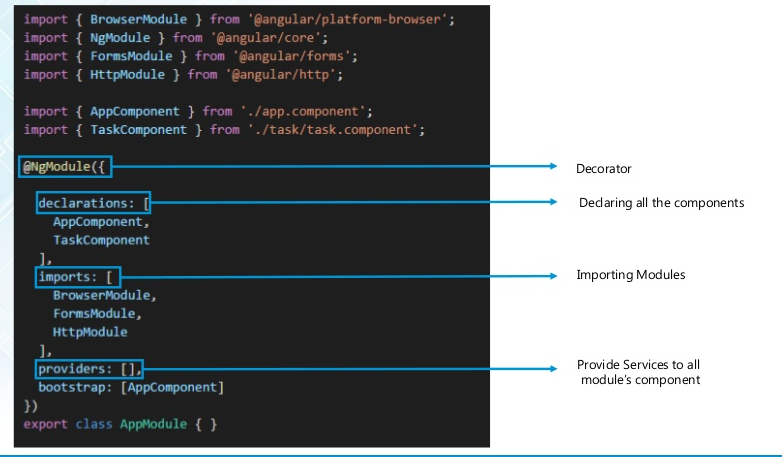 import { BrowserModule } from '@angular/platform-browser';
import { NgModule } from '@angular/core';
import { FormsModule } from '@angular/forms';
import { HttpModule } from '@angular/http';
import { AppComponent } from './app.component';
import { TaskComponent } from './task/task.component';
@NgModule({
Decorator
declarations: [
Declaring all the components
AppComponent,
TaskComponent
],
imports: [
Importing Modules
BrowserModule,
FormsModule,
HttpModule
],
providers: [],
Provide Services to all
module's component
bootstrap: [AppComponent]
})
export class AppModule { }